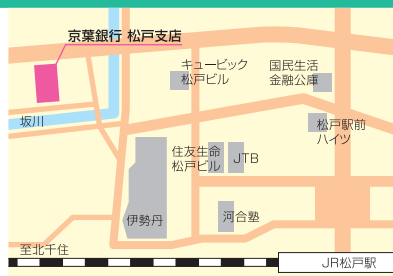 京葉銀行 松戸支店
キュービック
松戸ビル
国民生活
金融公庫
坂川
松戸駅前
ハイツ
住友生命
松戸ビル
JTB
伊勢丹
河合塾
至北千住
JR松戸駅